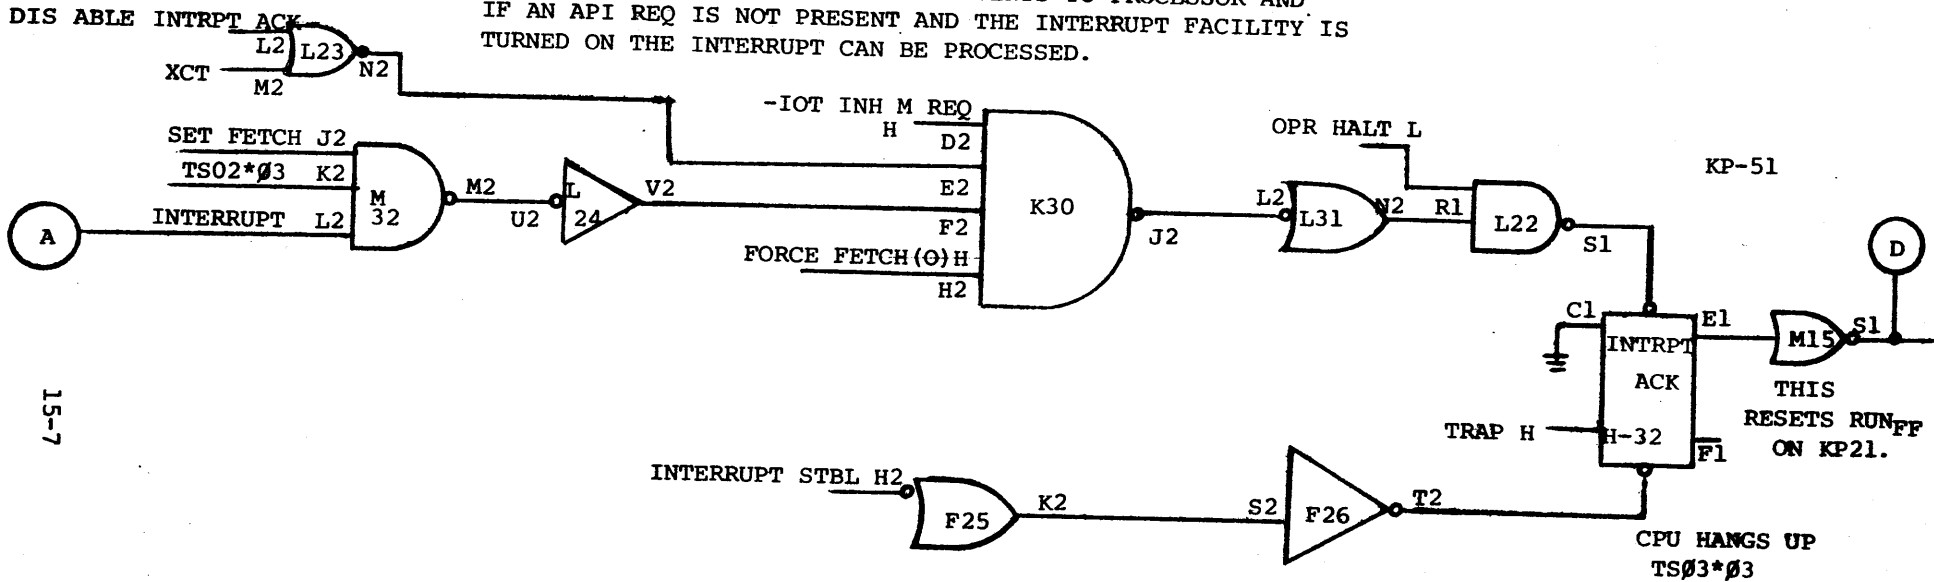 IF AN API REQ IS NOT PRESENT AND THE INTERRUPT FACILITY IS
TURNED ON THE INTERRUPT CAN BE PROCESSED.
DIS ABLE INTRPT ACK
L2
L23
N2
XCT
M2
SET FETCH J2
TS02*Ø3 K2
INTERRUPT L2
A
M
32
M2
U2
L
24
V2
-IOT INH M REQ
H
D2
E2
F2
FORCE FETCH(O)H
H2
K30
J2
OPR HALT L
L2
L31
N2
R1
L22
S1
KP-51
D
C1
INTRPT
ACK
H-32
E1
F1
M15
S1
THIS
RESETS RUNFF
ON KP21.
TRAP H
INTERRUPT STBL H2
F25
K2
S2
F26
T2
CPU HANGS UP
TSØ3*Ø3
15-7